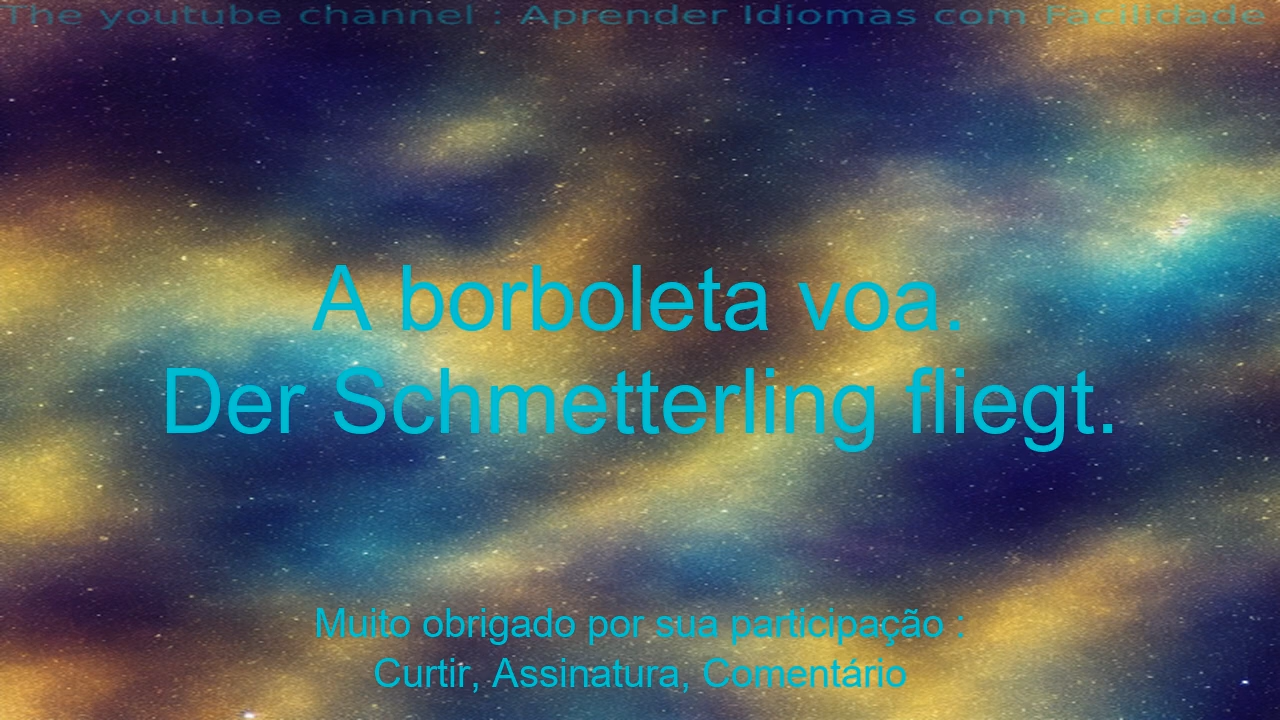 The youtube channel : Aprender Idiomas com Facilidade
A borboleta voa.
Der Schmetterling fliegt.
Muito obrigado por sua participação :
Curtir, Assinatura, Comentário